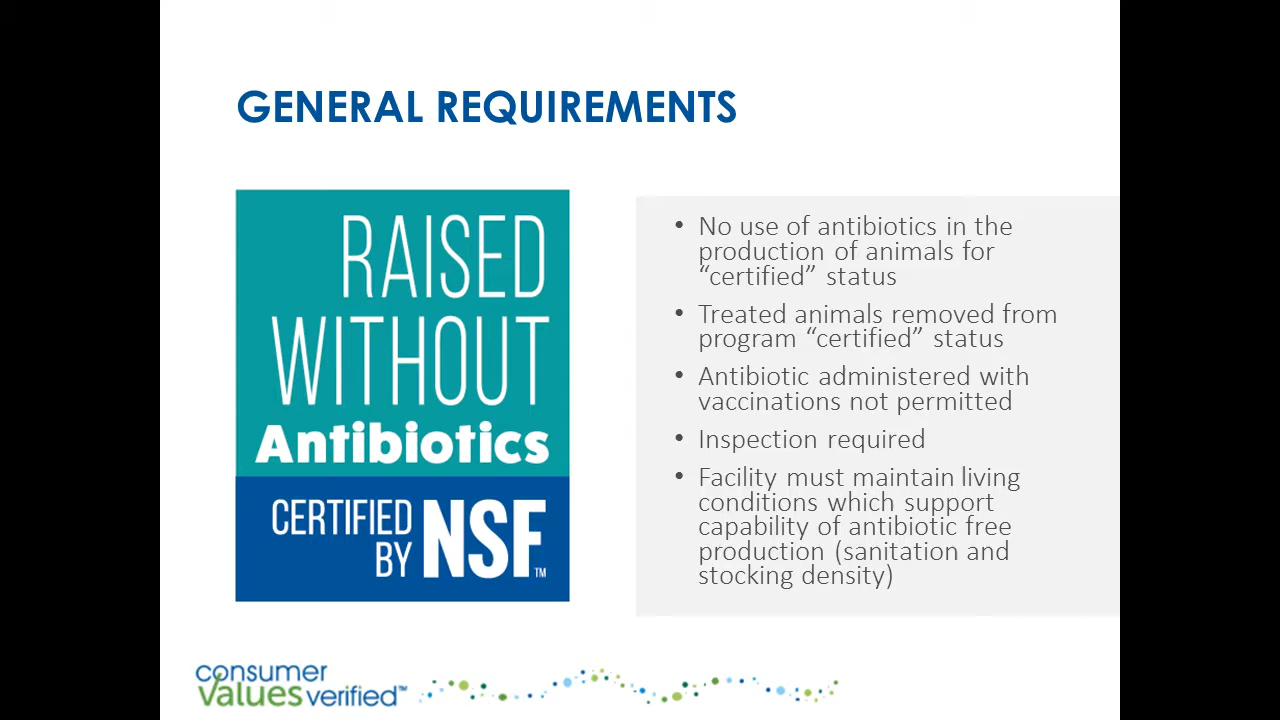 GENERAL REQUIREMENTS
RAISED
WITHOUT
Antibiotics
CERTIFIED
BY NSF™
• No use of antibiotics in the
production of animals for
“certified” status
• Treated animals removed from
program “certified” status
• Antibiotic administered with
vaccinations not permitted
• Inspection required
• Facility must maintain living
conditions which support
capability of antibiotic free
production (sanitation and
stocking density)
consumer
values verified™